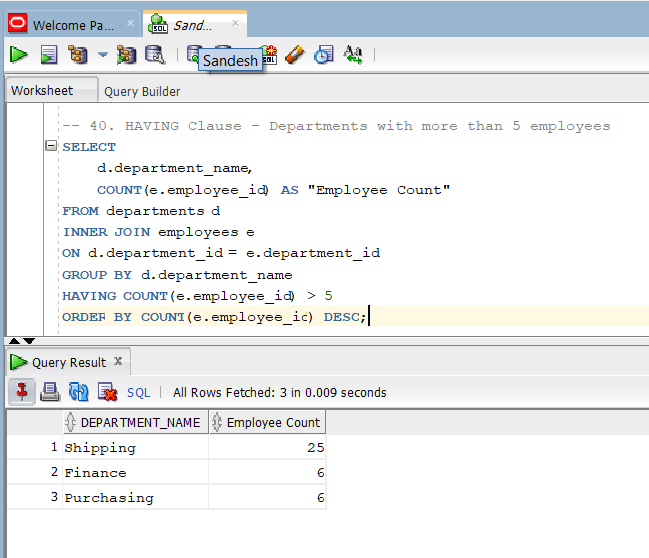 Welcome Pa...
Sand...
SQL
Sandesh
Worksheet
Query Builder
-- 40. HAVING Clause - Departments with more than 5 employees
SELECT
d.department_name,
COUNT(e.employee_id) AS "Employee Count"
FROM departments d
INNER JOIN employees e
ON d.department_id = e.department_id
GROUP BY d.department_name
HAVING COUNT(e.employee_id) > 5
ORDER BY COUNT(e.employee_id) DESC;
Query Result
SQL | All Rows Fetched: 3 in 0.009 seconds
DEPARTMENT_NAME Employee Count
1 Shipping 25
2 Finance 6
3 Purchasing 6